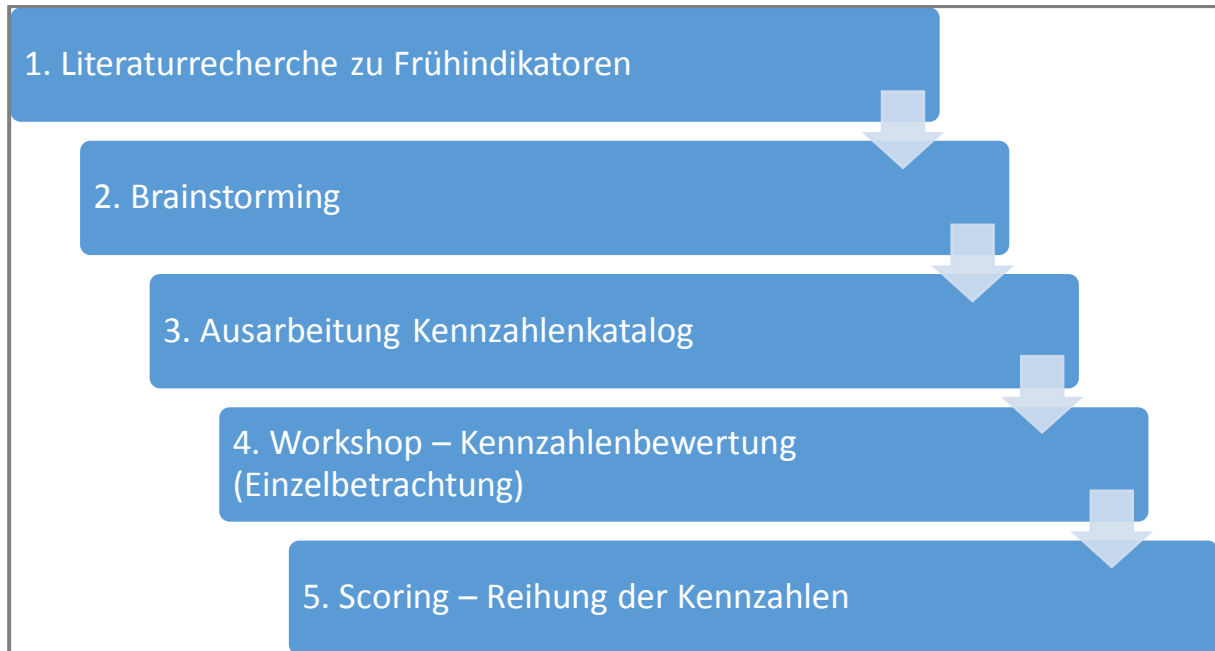 1. Literaturrecherche zu Frühindikatoren
2. Brainstorming
3. Ausarbeitung Kennzahlenkatalog
4. Workshop – Kennzahlenbewertung
(Einzelbetrachtung)
5. Scoring – Reihung der Kennzahlen